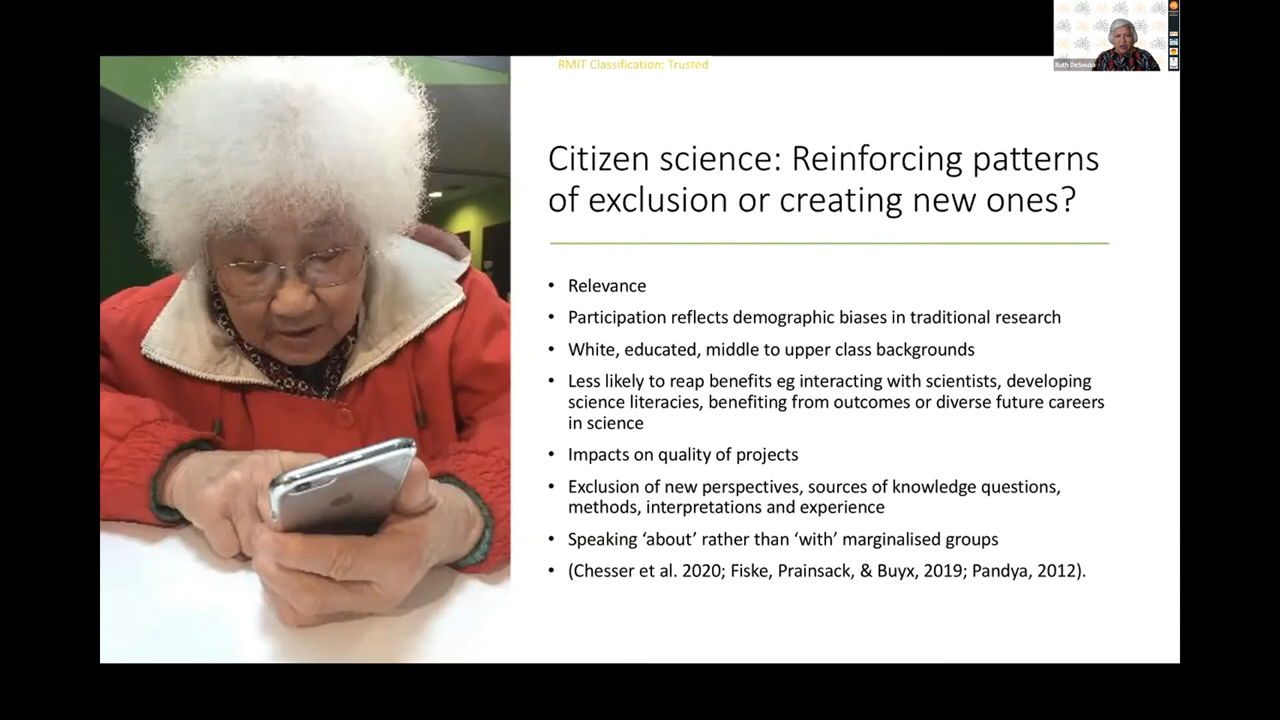 RMIT Classification: Trusted
Ruth DeSouza
Citizen science: Reinforcing patterns
of exclusion or creating new ones?
• Relevance
• Participation reflects demographic biases in traditional research
• White, educated, middle to upper class backgrounds
• Less likely to reap benefits eg interacting with scientists, developing
science literacies, benefiting from outcomes or diverse future careers
in science
• Impacts on quality of projects
• Exclusion of new perspectives, sources of knowledge questions,
methods, interpretations and experience
• Speaking ‘about’ rather than ‘with’ marginalised groups
• (Chesser et al. 2020; Fiske, Prainsack, & Buyx, 2019; Pandya, 2012).